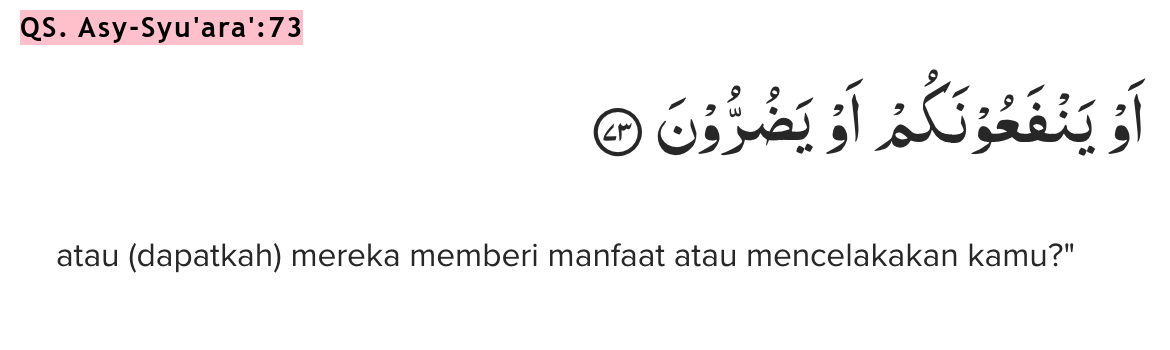 QS. Asy-Syu'ara':73
اَوْ يَنْفَعُوْنَكُمْ اَوْ يَضُرُّوْنَ ٧٣
atau (dapatkah) mereka memberi manfaat atau mencelakakan kamu?"